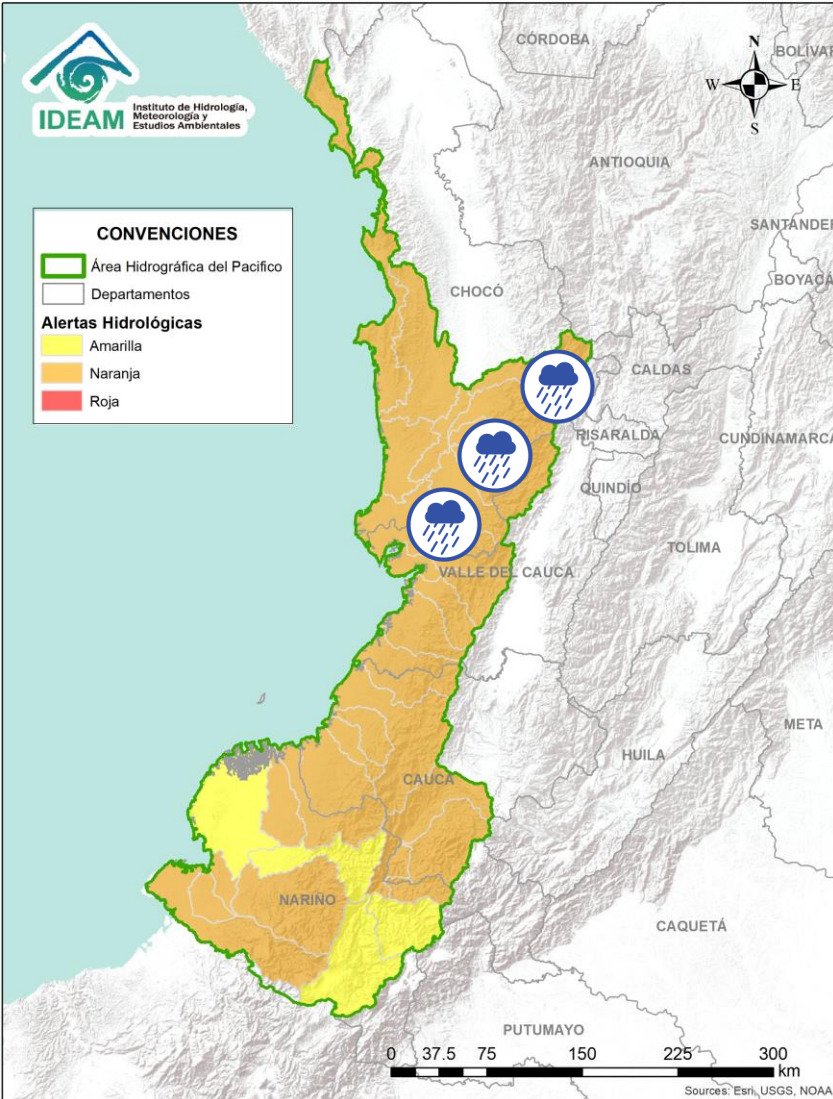 IDEAM
Instituto de Hidrología,
Meteorología y
Estudios Ambientales
N
W
E
S
CÓRDOBA
BOLÍVAR
ANTIOQUIA
SANTANDER
BOYACÁ
CHOCÓ
CONVENCIONES
Área Hidrográfica del Pacifico
Departamentos
Alertas Hidrológicas
Amarilla
Naranja
Roja
CALDAS
RISARALDA
CUNDINAMARCA
QUINDÍO
TOLIMA
VALLE DEL CAUCA
META
HUILA
CAUCA
NARIÑO
CAQUETÁ
PUTUMAYO
0 37.5 75 150 225 300
km
Sources: Esri, USGS, NOAA